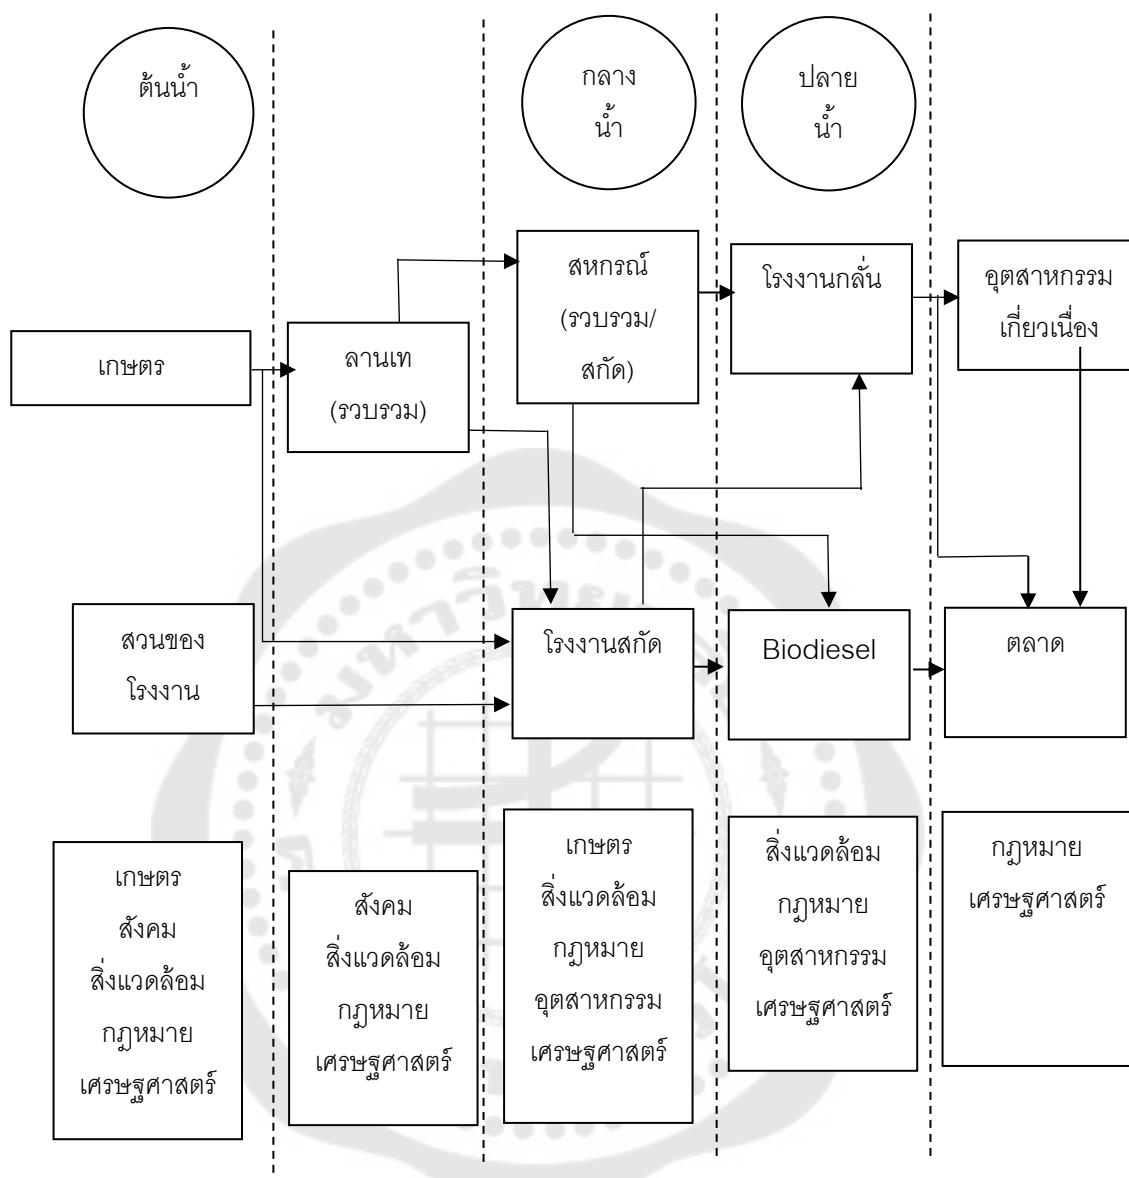 ต้นน้ำ
กลาง
น้ำ
ปลาย
น้ำ
สหกรณ์
(รวบรวม/
สกัด)
โรงงานกลั่น
อุตสาหกรรม
เกี่ยวเนื่อง
เกษตร
ลานเท
(รวบรวม)
สวนของ
โรงงาน
โรงงานสกัด
Biodiesel
ตลาด
เกษตร
สังคม
สิ่งแวดล้อม
กฎหมาย
เศรษฐศาสตร์
สังคม
สิ่งแวดล้อม
กฎหมาย
เศรษฐศาสตร์
เกษตร
สิ่งแวดล้อม
กฎหมาย
อุตสาหกรรม
เศรษฐศาสตร์
สิ่งแวดล้อม
กฎหมาย
อุตสาหกรรม
เศรษฐศาสตร์
กฎหมาย
เศรษฐศาสตร์